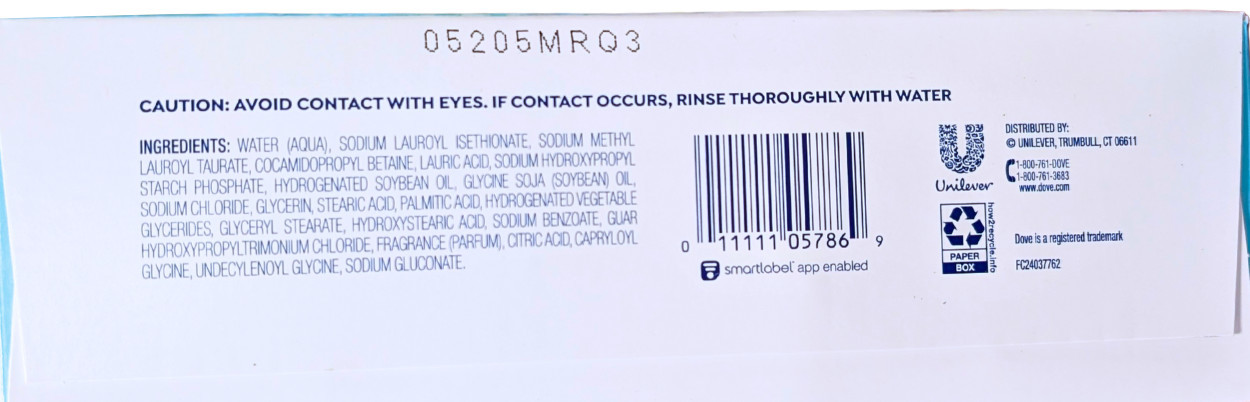 05205MRQ3
CAUTION: AVOID CONTACT WITH EYES. IF CONTACT OCCURS, RINSE THOROUGHLY WITH WATER
INGREDIENTS: WATER (AQUA), SODIUM LAUROYL ISETHIONATE, SODIUM METHYL
LAUROYL TAURATE, COCAMIDOPROPYL BETAINE, LAURIC ACID, SODIUM HYDROXYPROPYL
STARCH PHOSPHATE, HYDROGENATED SOYBEAN OIL, GLYCINE SOJA (SOYBEAN) OIL,
SODIUM CHLORIDE, GLYCERIN, STEARIC ACID, PALMITIC ACID, HYDROGENATED VEGETABLE
GLYCERIDES, GLYCERYL STEARATE, HYDROXYSTEARIC ACID, SODIUM BENZOATE, GUAR
HYDROXYPROPYLTRIMONIUM CHLORIDE, FRAGRANCE (PARFUM), CITRIC ACID, CAPRYLOYL
GLYCINE, UNDECYLENOYL GLYCINE, SODIUM GLUCONATE.
0 11111 05786 9
smartlabel™ app enabled
Unilever
DISTRIBUTED BY:
© UNILEVER, TRUMBULL, CT 06611
1-800-761-DOVE
1-800-761-3683
www.dove.com
how2recycle.info
PAPER
BOX
Dove is a registered trademark
FC24037762